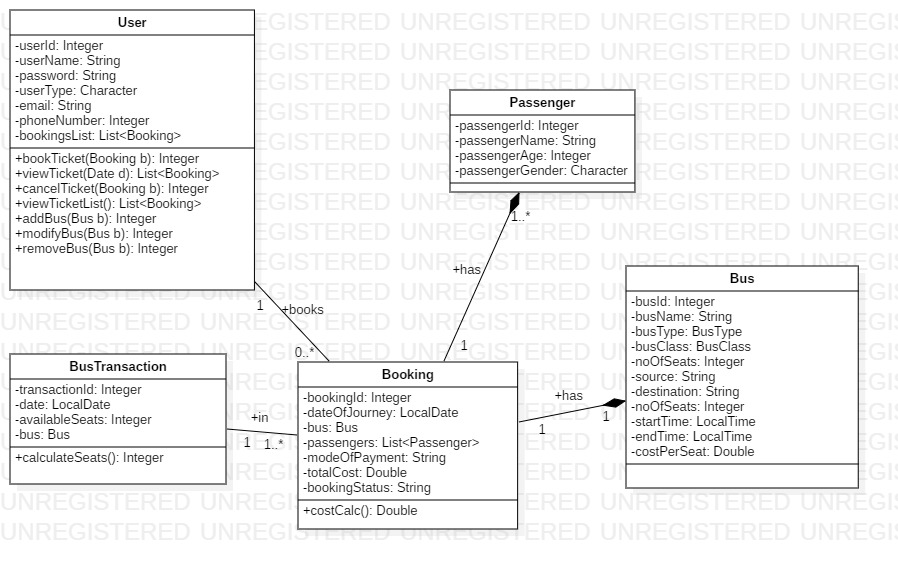 User
-userId: Integer
-userName: String
-password: String
-userType: Character
-email: String
-phoneNumber: Integer
-bookingsList: List<Booking>
+bookTicket(Booking b): Integer
+viewTicket(Date d): List<Booking>
+cancelTicket(Booking b): Integer
+viewTicketList(): List<Booking>
+addBus(Bus b): Integer
+modifyBus(Bus b): Integer
+removeBus(Bus b): Integer
Passenger
-passengerId: Integer
-passengerName: String
-passengerAge: Integer
-passengerGender: Character
1..*
+has
1
1
+books
0..*
Bus
-busId: Integer
-busName: String
-busType: BusType
-busClass: BusClass
-noOfSeats: Integer
-source: String
-destination: String
-noOfSeats: Integer
-startTime: LocalTime
-endTime: LocalTime
-costPerSeat: Double
BusTransaction
-transactionId: Integer
-date: LocalDate
-availableSeats: Integer
-bus: Bus
+calculateSeats(): Integer
+in
1
1..*
Booking
-bookingId: Integer
-dateOfJourney: LocalDate
-bus: Bus
-passengers: List<Passenger>
-modeOfPayment: String
-totalCost: Double
-bookingStatus: String
+costCalc(): Double
+has
1
1
UNREGISTERED